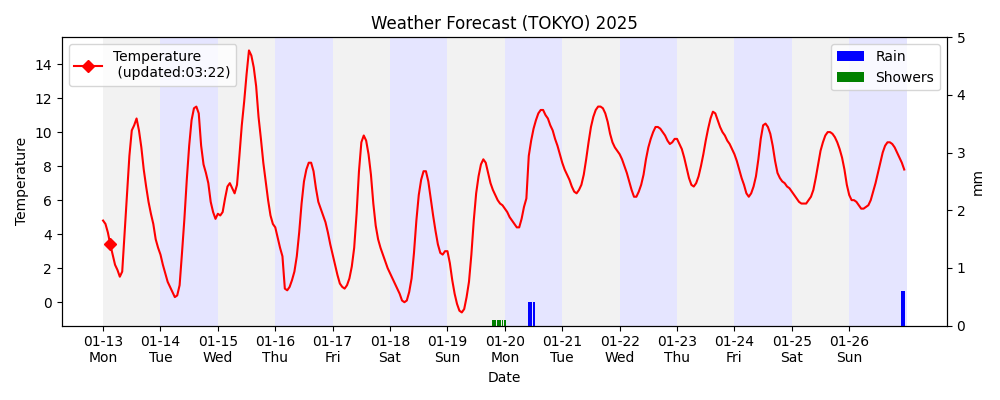 Weather Forecast (TOKYO) 2025
Temperature
(updated:03:22)
Rain
Showers
Temperature
14
12
10
8
6
4
2
0
5
4
3
2
1
0
mm
01-13 01-14 01-15 01-16 01-17 01-18 01-19 01-20 01-21 01-22 01-23 01-24 01-25 01-26
Mon Tue Wed Thu Fri Sat Sun Mon Tue Wed Thu Fri Sat Sun
Date